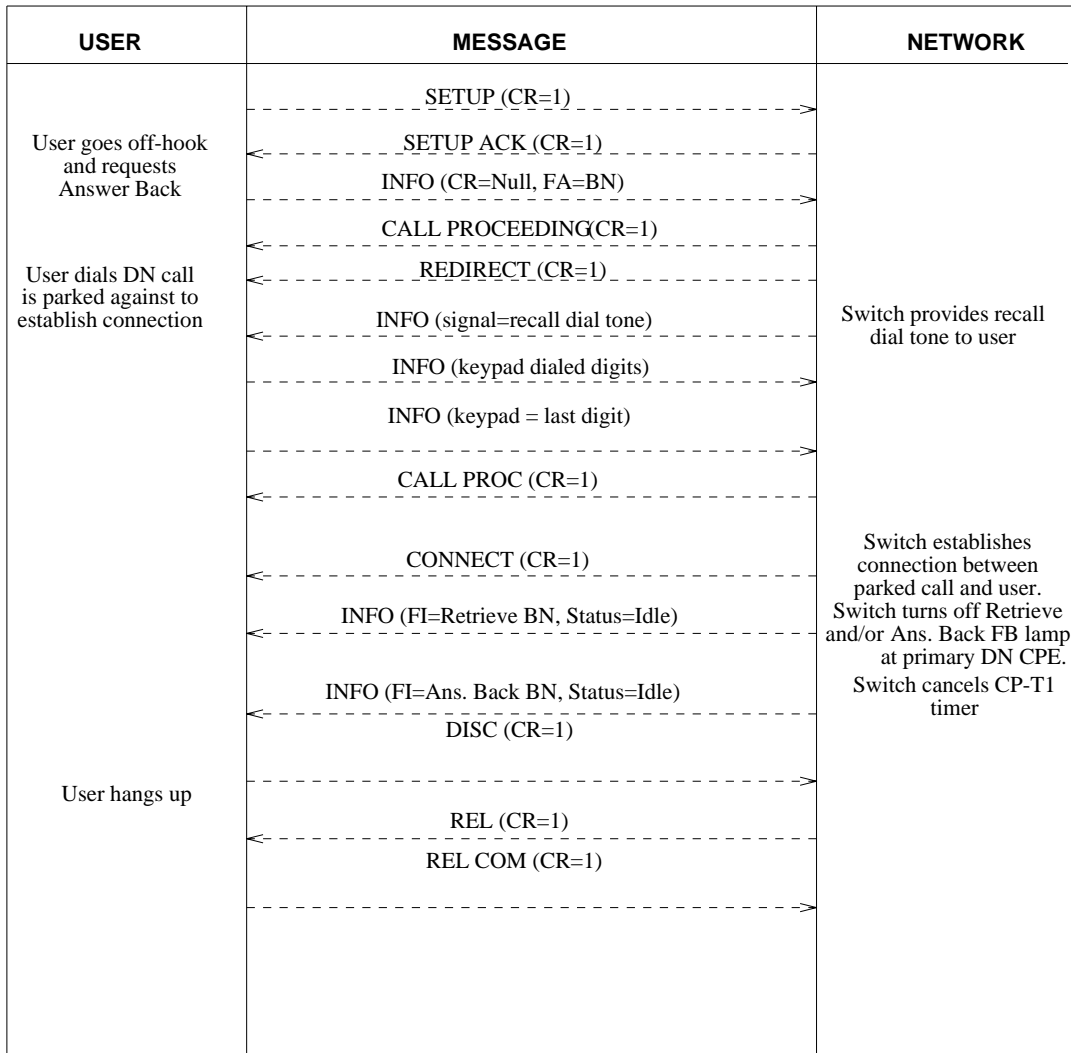 USER MESSAGE NETWORK
SETUP (CR=1)
User goes off-hook
and requests
Answer Back
SETUP ACK (CR=1)
INFO (CR=Null, FA=BN)
CALL PROCEEDING(CR=1)
REDIRECT (CR=1)
User dials DN call
is parked against to
establish connection
INFO (signal=recall dial tone)
Switch provides recall
dial tone to user
INFO (keypad dialed digits)
INFO (keypad = last digit)
CALL PROC (CR=1)
CONNECT (CR=1)
Switch establishes
connection between
parked call and user.
Switch turns off Retrieve
and/or Ans. Back FB lamp
at primary DN CPE.
INFO (FI=Retrieve BN, Status=Idle)
INFO (FI=Ans. Back BN, Status=Idle)
Switch cancels CP-T1
timer
DISC (CR=1)
User hangs up
REL (CR=1)
REL COM (CR=1)